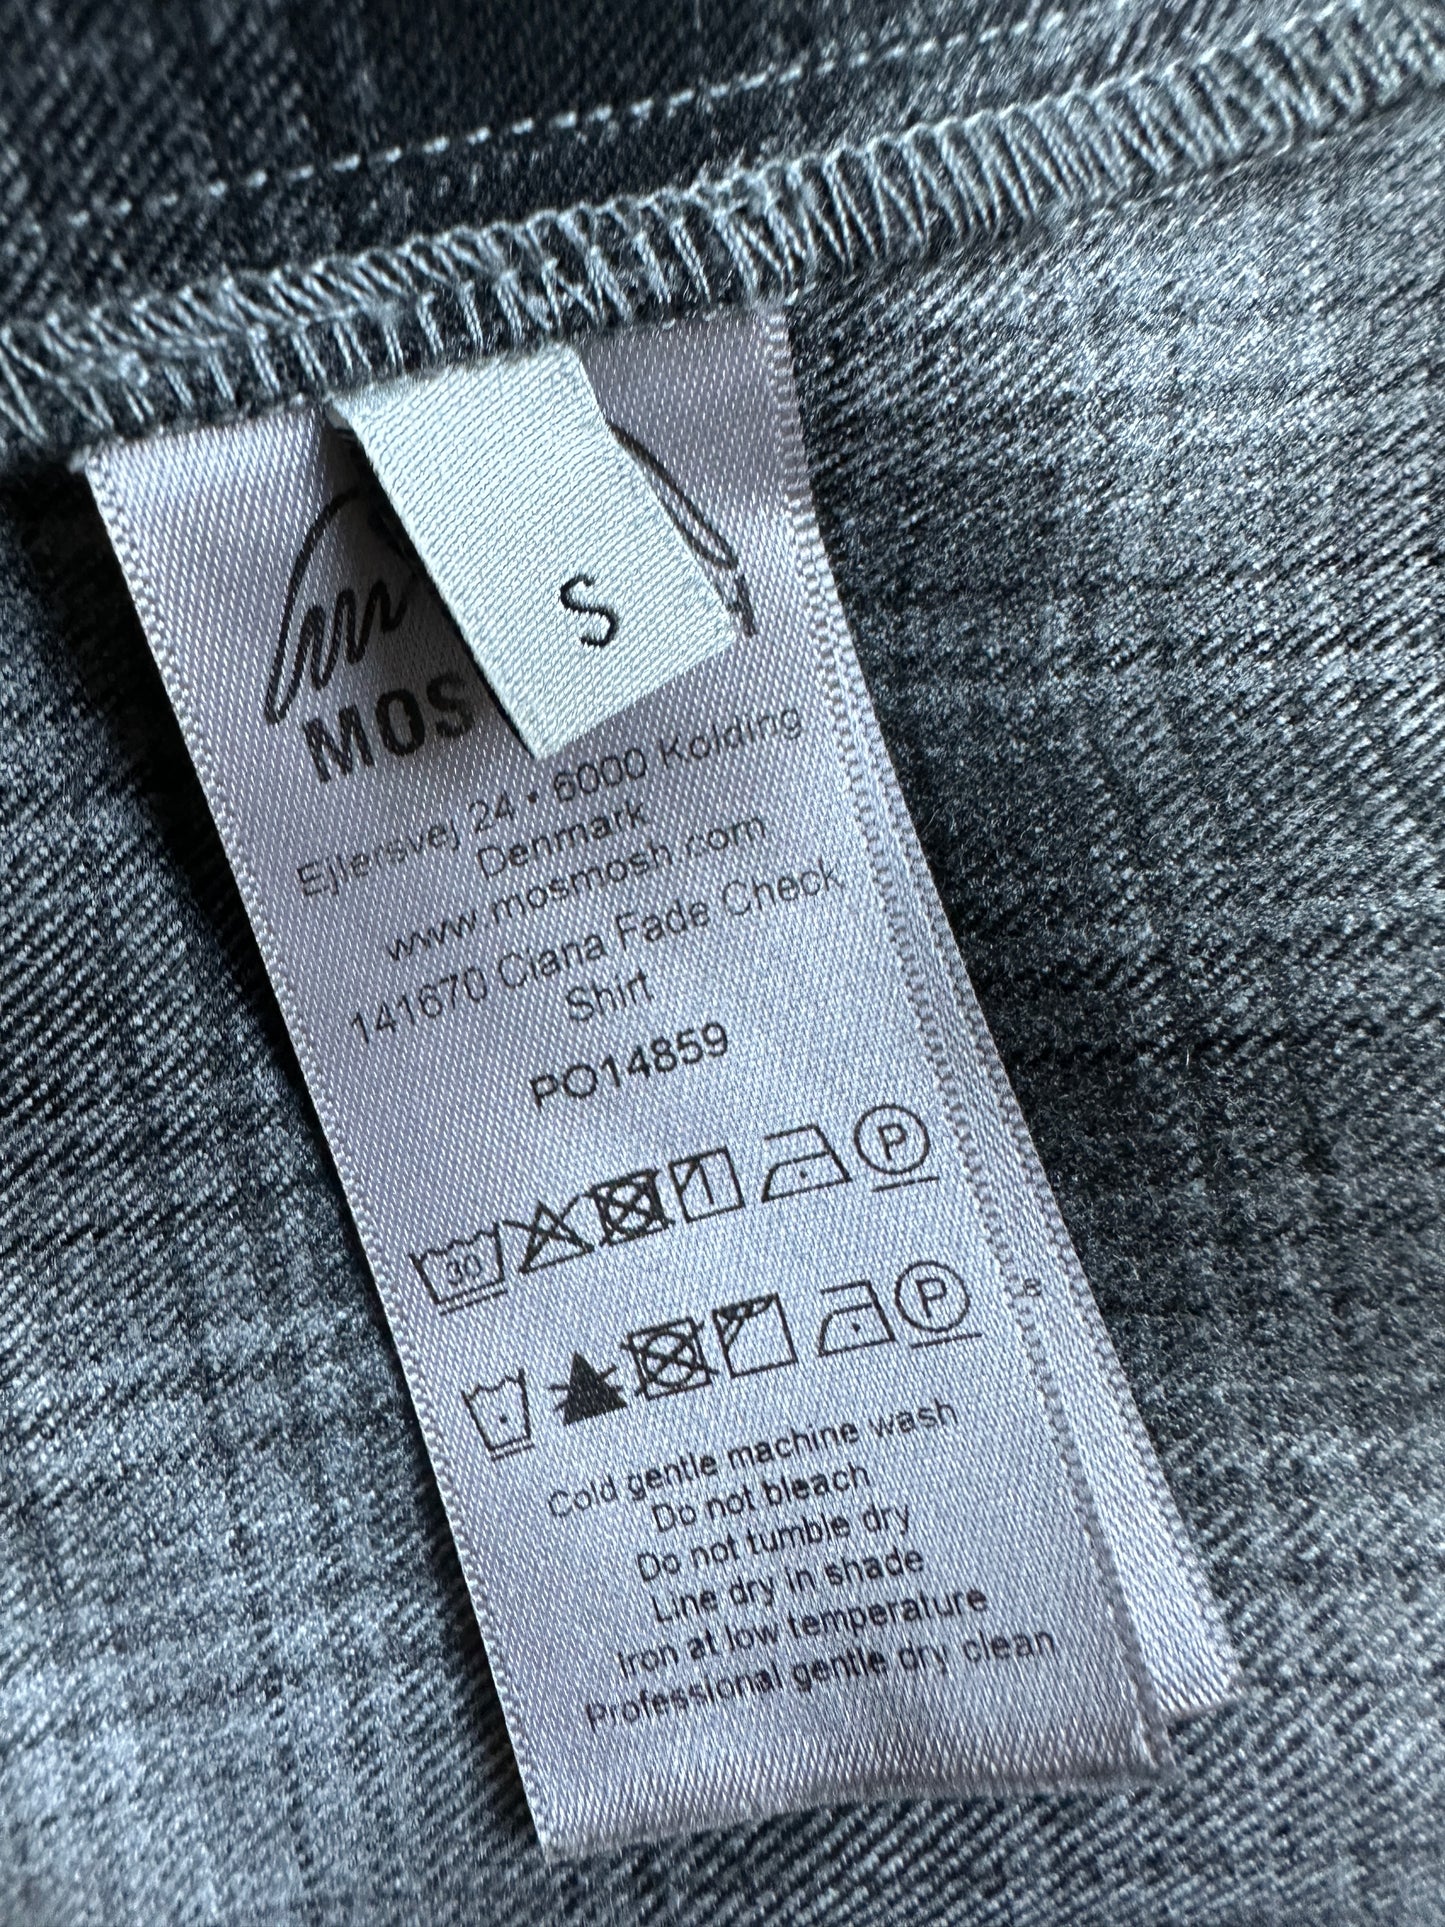 S
MOS
Ejlersvej 24 • 6000 Kolding
Denmark
www.mosmosh.com
141670 Ciana Fade Check
Shirt
PO14859
30
P
P
Cold gentle machine wash
Do not bleach
Do not tumble dry
Line dry in shade
Iron at low temperature
Professional gentle dry clean